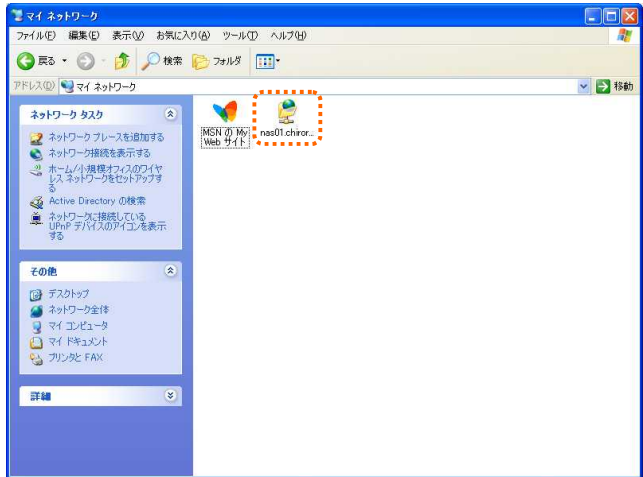 マイ ネットワーク
ファイル(F) 編集(E) 表示(V) お気に入り(A) ツール(T) ヘルプ(H)
戻る 検索 フォルダ
アドレス(D) マイ ネットワーク 移動
ネットワーク タスク
ネットワーク プレースを追加する
ネットワーク接続を表示する
ホーム/小規模オフィスのワイヤ
レス ネットワークをセットアップす
る
Active Directory の検索
ネットワークに接続している
UPnP デバイスのアイコンを表示
する
その他
デスクトップ
ネットワーク全体
マイ コンピュータ
マイ ドキュメント
プリンタと FAX
詳細
MSN の My
Web サイト
nas01.chiror...